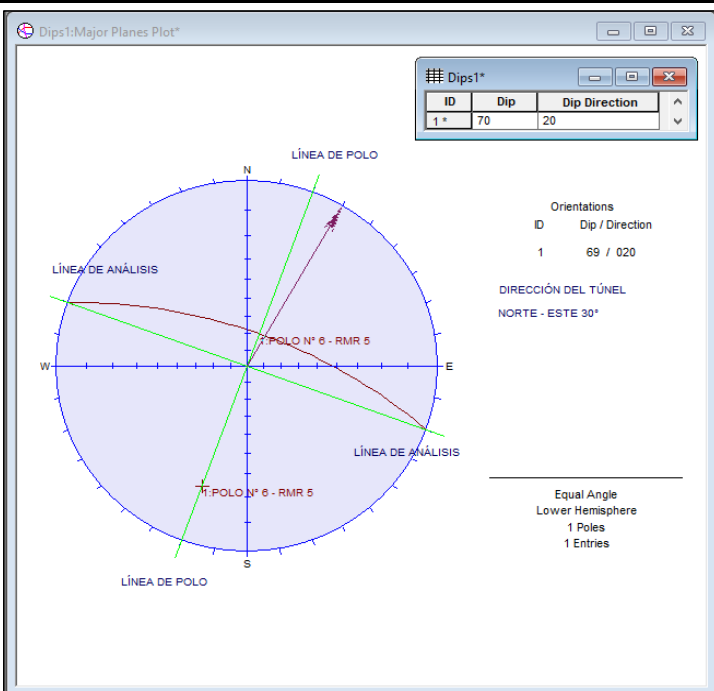 Dips1:Major Planes Plot*
Dips1*
ID Dip Dip Direction
1 * 70 20
LÍNEA DE POLO
N
Orientations
ID Dip / Direction
1 69 / 020
LÍNEA DE ANÁLISIS
DIRECCIÓN DEL TÚNEL
NORTE - ESTE 30°
1:POLO N° 6 - RMR 5
W
E
LÍNEA DE ANÁLISIS
1:POLO N° 6 - RMR 5
Equal Angle
Lower Hemisphere
1 Poles
1 Entries
S
LÍNEA DE POLO